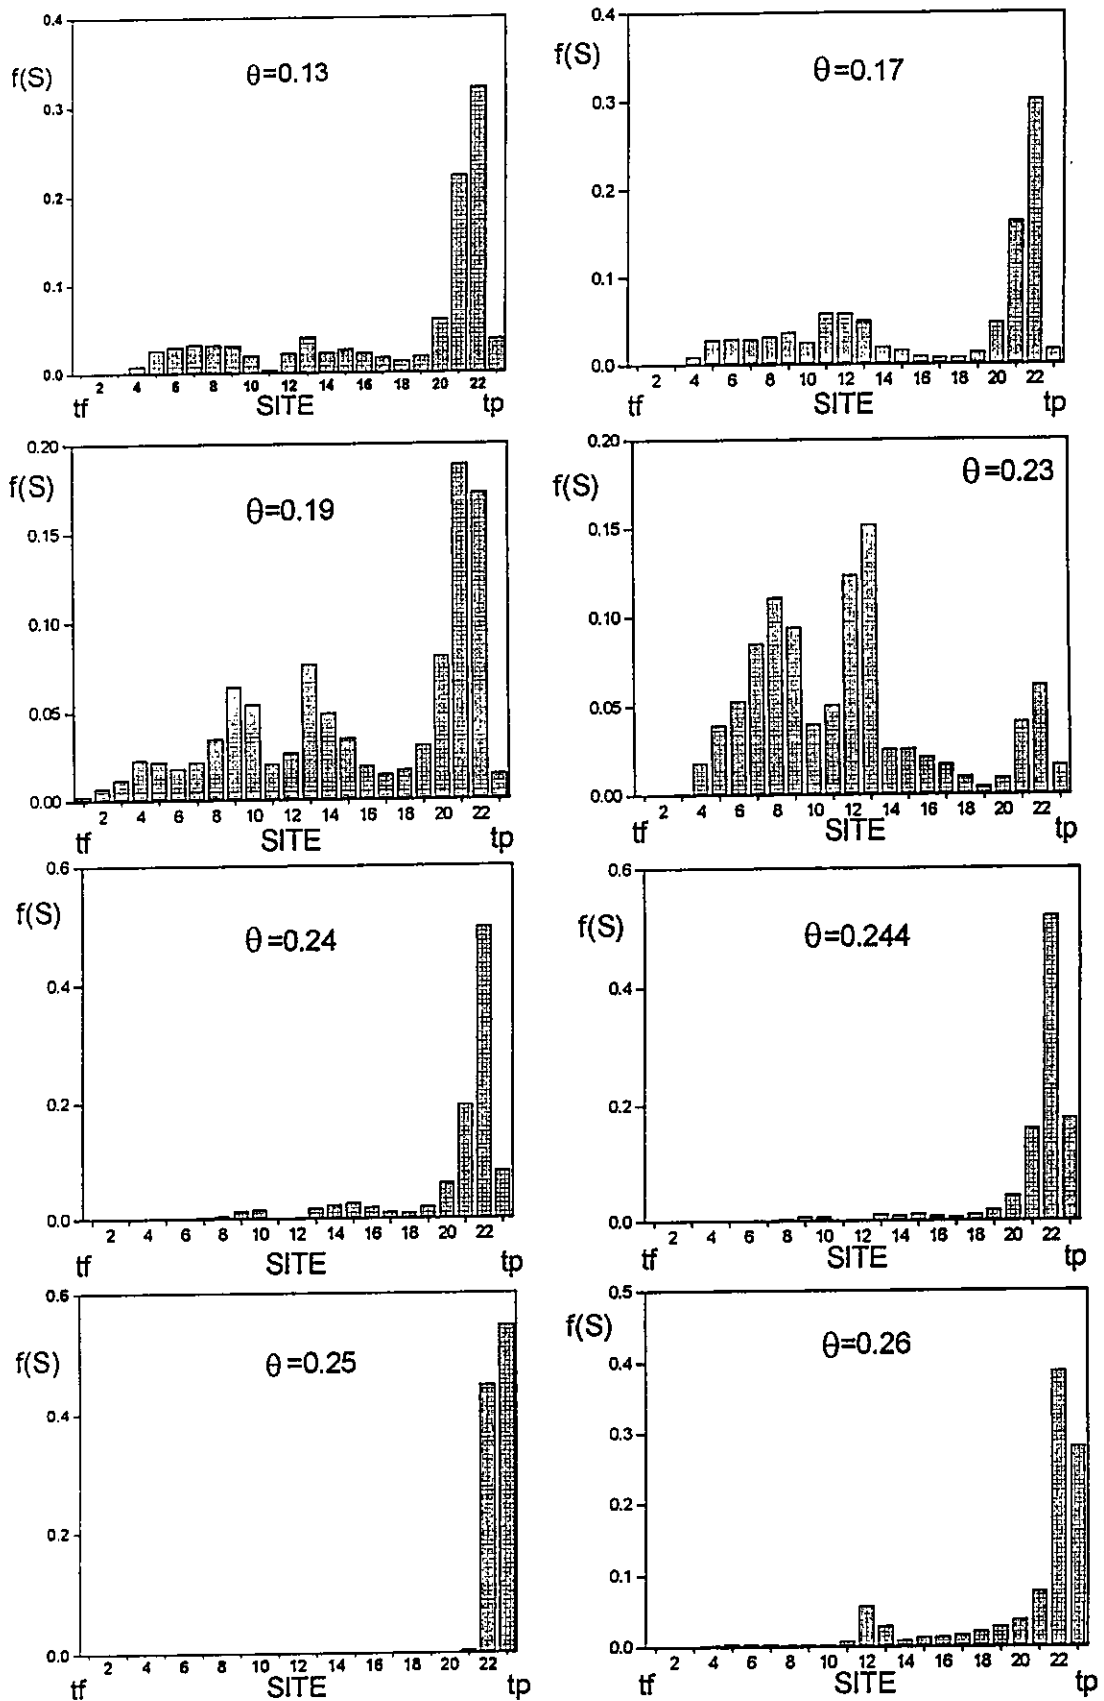 0.4
f(S)
θ=0.13
0.3
0.2
0.1
0.0
2 4 6 8 10 12 14 16 18 20 22
tf SITE tp
0.4
f(S)
θ=0.17
0.3
0.2
0.1
0.0
2 4 6 8 10 12 14 16 18 20 22
tf SITE tp
0.20
f(S)
θ=0.19
0.15
0.10
0.05
0.00
2 4 6 8 10 12 14 16 18 20 22
tf SITE tp
0.20
f(S)
θ=0.23
0.15
0.10
0.05
0.00
2 4 6 8 10 12 14 16 18 20 22
tf SITE tp
0.6
f(S)
θ=0.24
0.4
0.2
0.0
2 4 6 8 10 12 14 16 18 20 22
tf SITE tp
0.6
f(S)
θ=0.244
0.4
0.2
0.0
2 4 6 8 10 12 14 16 18 20 22
tf SITE tp
0.6
f(S)
θ=0.25
0.4
0.2
0.0
2 4 6 8 10 12 14 16 18 20 22
tf SITE tp
0.5
f(S)
θ=0.26
0.4
0.3
0.2
0.1
0.0
2 4 6 8 10 12 14 16 18 20 22
tf SITE tp